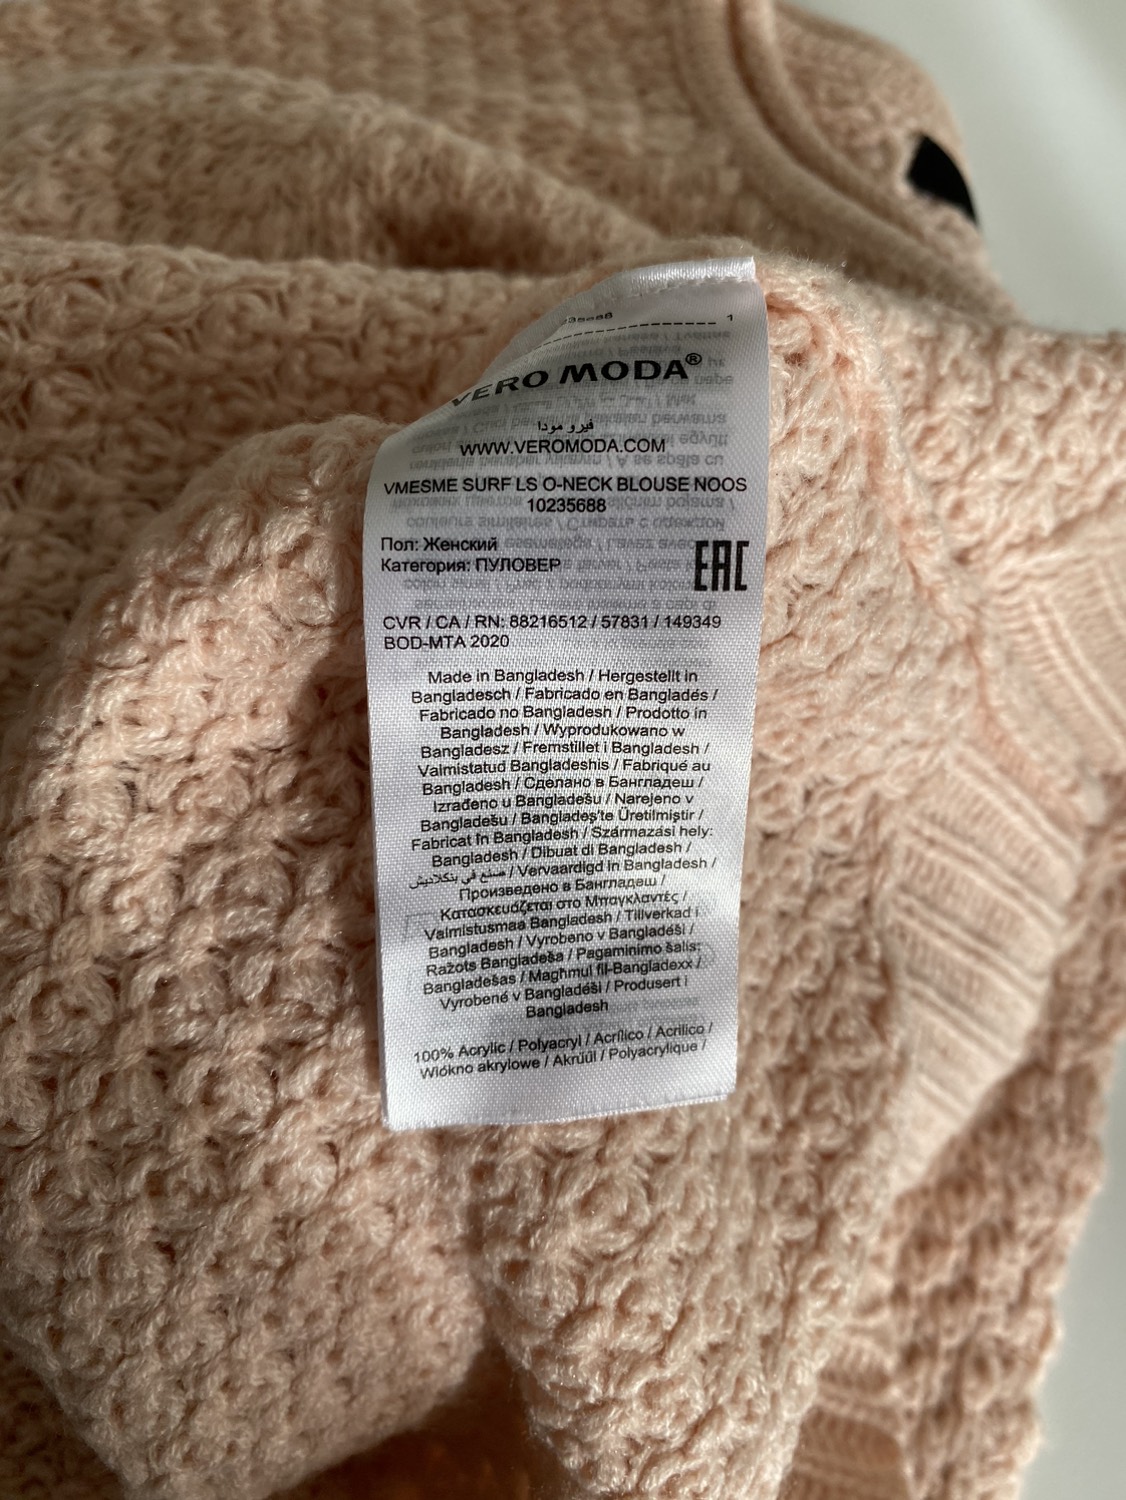 1
VERO MODA®
فيرو مودا
WWW.VEROMODA.COM
VMESME SURF LS O-NECK BLOUSE NOOS
10235688
Пол: Женский
Категория: ПУЛОВЕР
EAC
CVR / CA / RN: 88216512 / 57831 / 149349
BOD-MTA 2020
Made in Bangladesh / Hergestellt in
Bangladesch / Fabricado en Bangladés /
Fabricado no Bangladesh / Prodotto in
Bangladesh / Wyprodukowano w
Bangladesz / Fremstillet i Bangladesh /
Valmistatud Bangladeshis / Fabriqué au
Bangladesh / Сделано в Бангладеш /
Izrađeno u Bangladešu / Narejeno v
Bangladešu / Bangladeş'te Üretilmiştir /
Fabricat în Bangladesh / Származási hely:
Bangladesh / Dibuat di Bangladesh /
صنع في بنكلاديش / Vervaardigd in Bangladesh /
Произведено в Бангладеш /
Κατασκευάζεται στο Μπαγκλαντές /
Valmistusmaa Bangladesh / Tillverkad i
Bangladesh / Vyrobeno v Bangladéši /
Ražots Bangladeša / Pagaminimo šalis:
Bangladešas / Magħmul fil-Bangladexx /
Vyrobené v Bangladéši / Produsert i
Bangladesh
100% Acrylic / Polyacryl / Acrílico / Acrilico /
Włókno akrylowe / Akrüül / Polyacrylique /